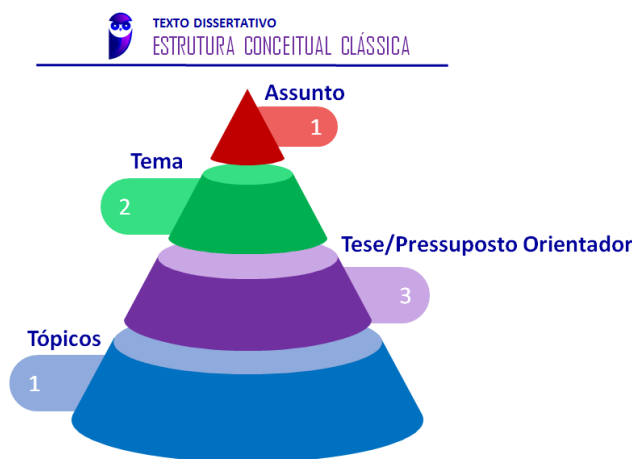 TEXTO DISSERTATIVO
ESTRUTURA CONCEITUAL CLÁSSICA
Assunto
1
Tema
2
Tese/Pressuposto Orientador
3
Tópicos
1